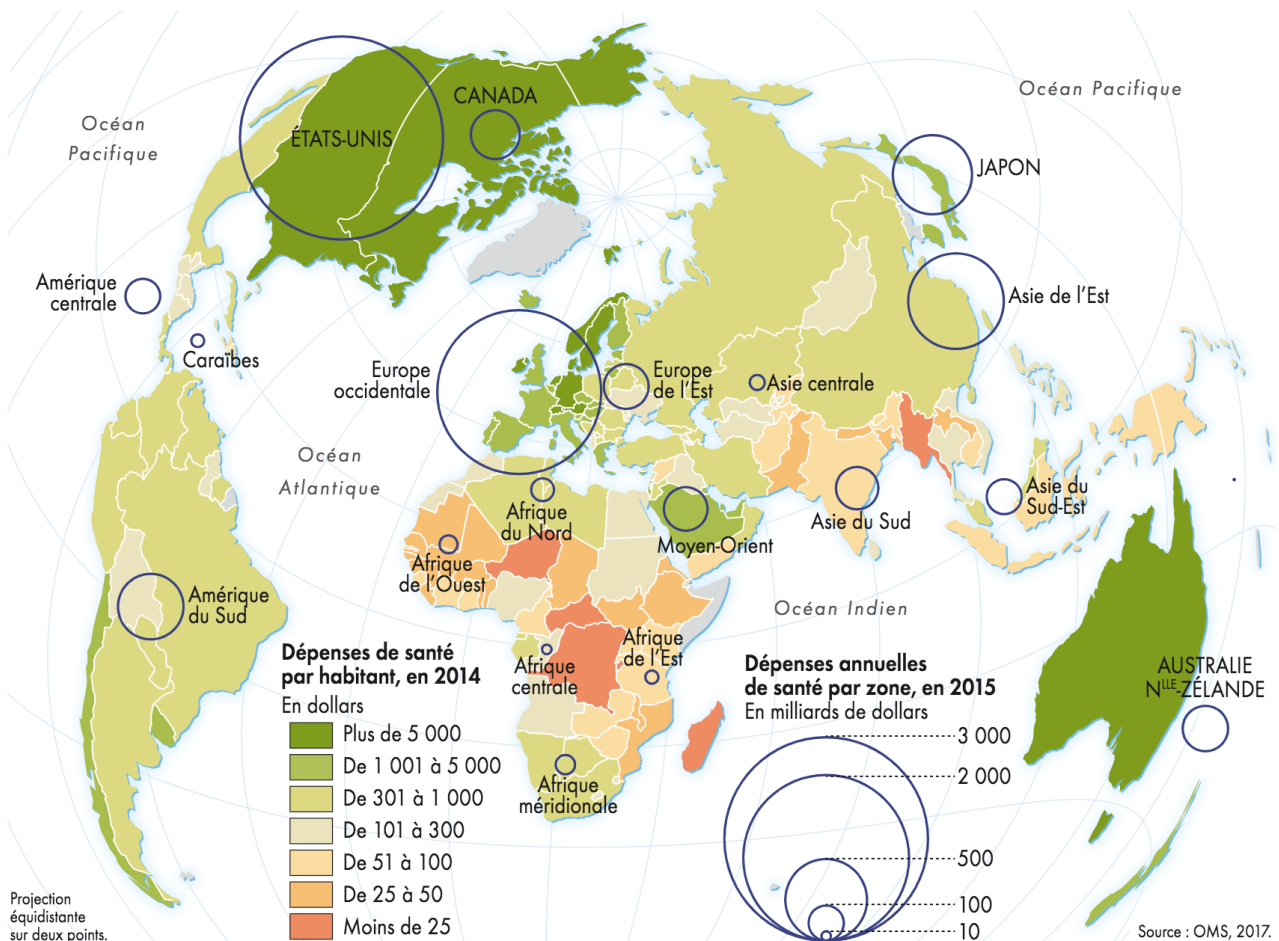 Océan Pacifique
Océan
Pacifique
CANADA
ÉTATS-UNIS
JAPON
Amérique
centrale
Asie de l'Est
Caraïbes
Europe
occidentale
Europe
de l'Est
Asie centrale
Océan
Atlantique
Afrique
du Nord
Asie du
Sud-Est
Asie du Sud
Moyen-Orient
Afrique
de l'Ouest
Amérique
du Sud
Océan Indien
Afrique
de l'Est
Afrique
centrale
AUSTRALIE
NLLE-ZÉLANDE
Afrique
méridionale
Dépenses de santé
par habitant, en 2014
En dollars
Plus de 5 000
De 1 001 à 5 000
De 301 à 1 000
De 101 à 300
De 51 à 100
De 25 à 50
Moins de 25
Dépenses annuelles
de santé par zone, en 2015
En milliards de dollars
3 000
2 000
500
100
10
Projection
équidistante
sur deux points.
Source : OMS, 2017.